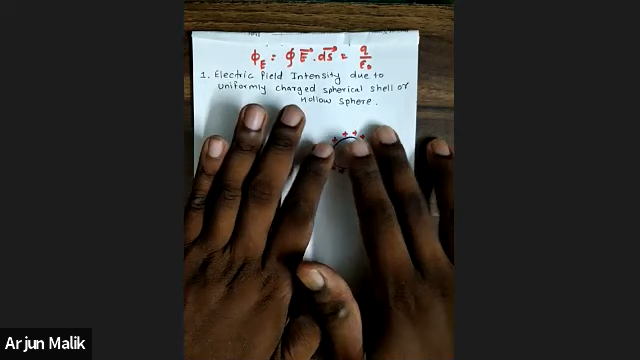 ϕE = ∮ E⃗ . ds⃗ = q/ε₀
1. Electric Field Intensity due to
uniformly charged spherical shell or
Hollow sphere.
+ + + +
+ +
Arjun Malik